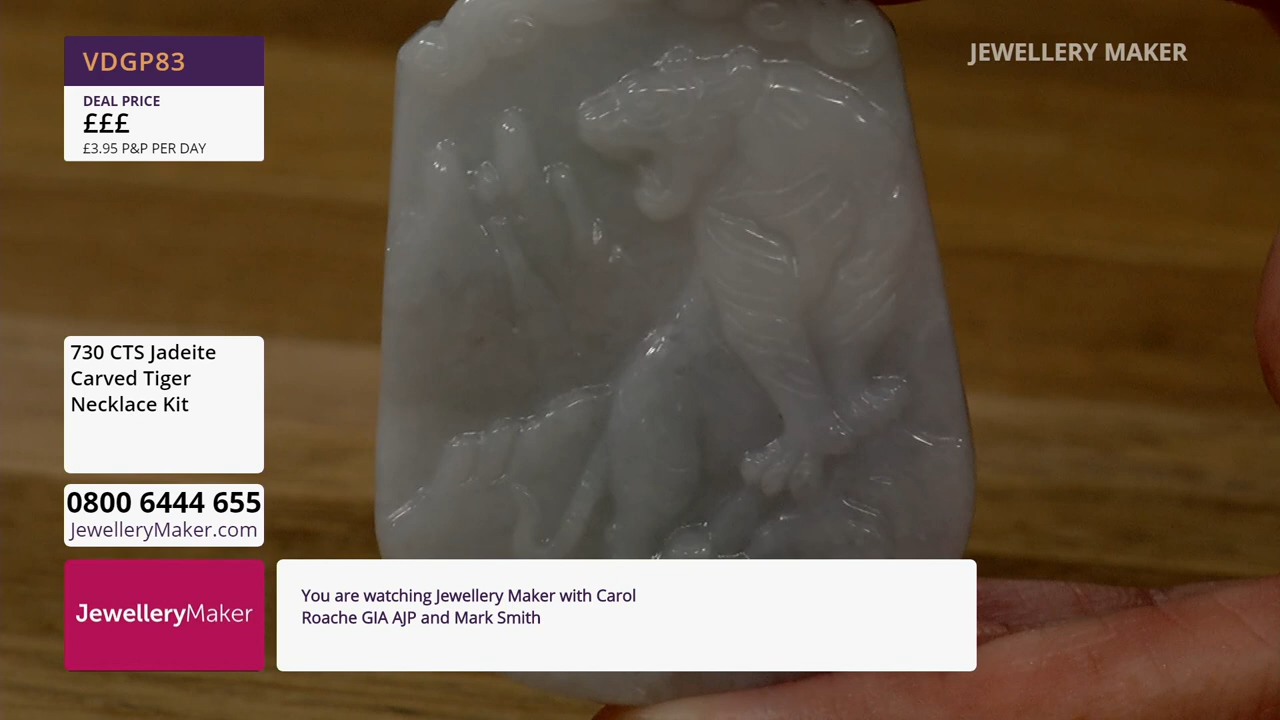 VDGP83
DEAL PRICE
£££
£3.95 P&P PER DAY
JEWELLERY MAKER
730 CTS Jadeite
Carved Tiger
Necklace Kit
0800 6444 655
JewelleryMaker.com
JewelleryMaker
You are watching Jewellery Maker with Carol
Roache GIA AJP and Mark Smith